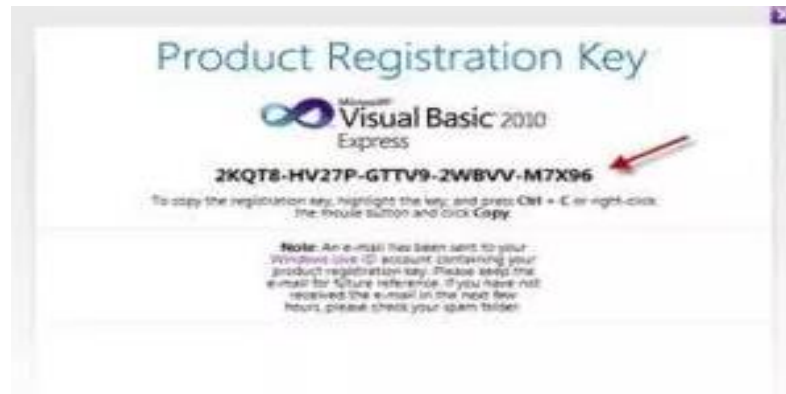 Product Registration Key
Microsoft
Visual Basic 2010
Express
2KQT8-HV27P-GTTV9-2WBVV-M7X96
To copy the registration key, highlight the key, and press Ctrl + C or right-click
the mouse button and click Copy.
Note: An e-mail has been sent to your
Windows Live ID account containing your
product registration key. Please keep the
e-mail for future reference. If you have not
received the e-mail in the next few
hours, please check your spam folder.